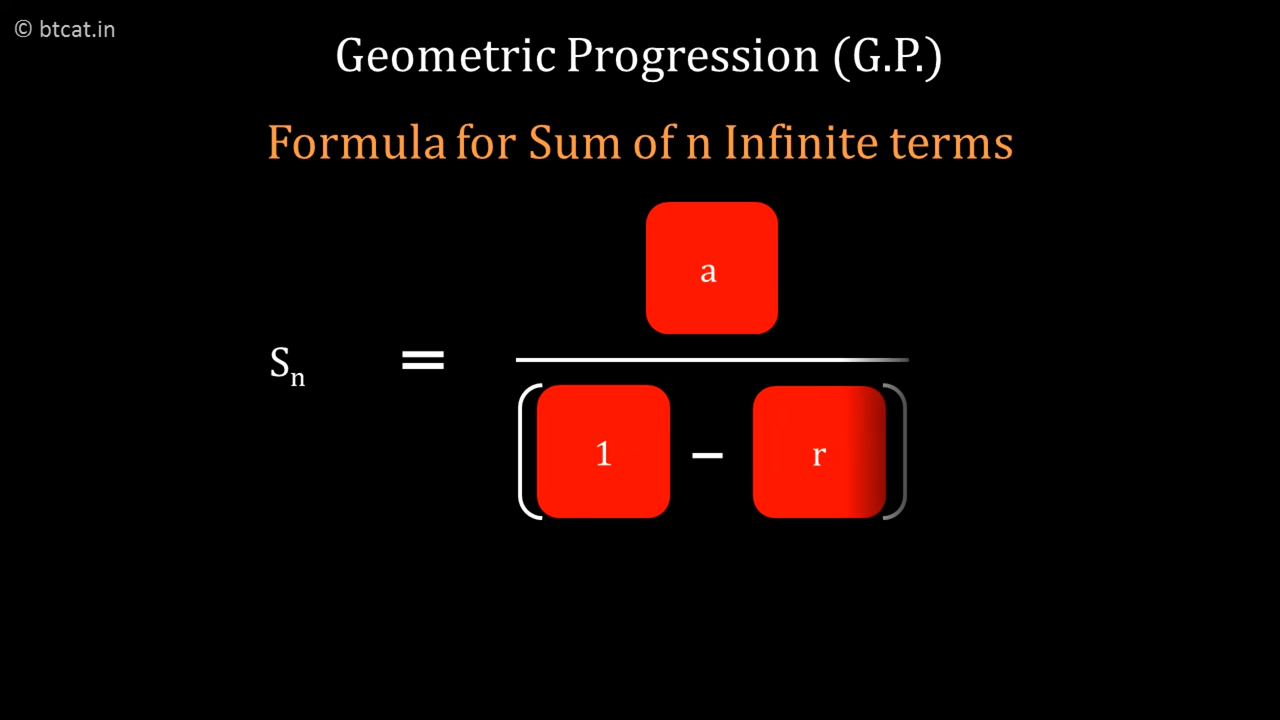 © btcat.in
Geometric Progression (G.P.)
Formula for Sum of n Infinite terms
a
Sn =
(1 − r)